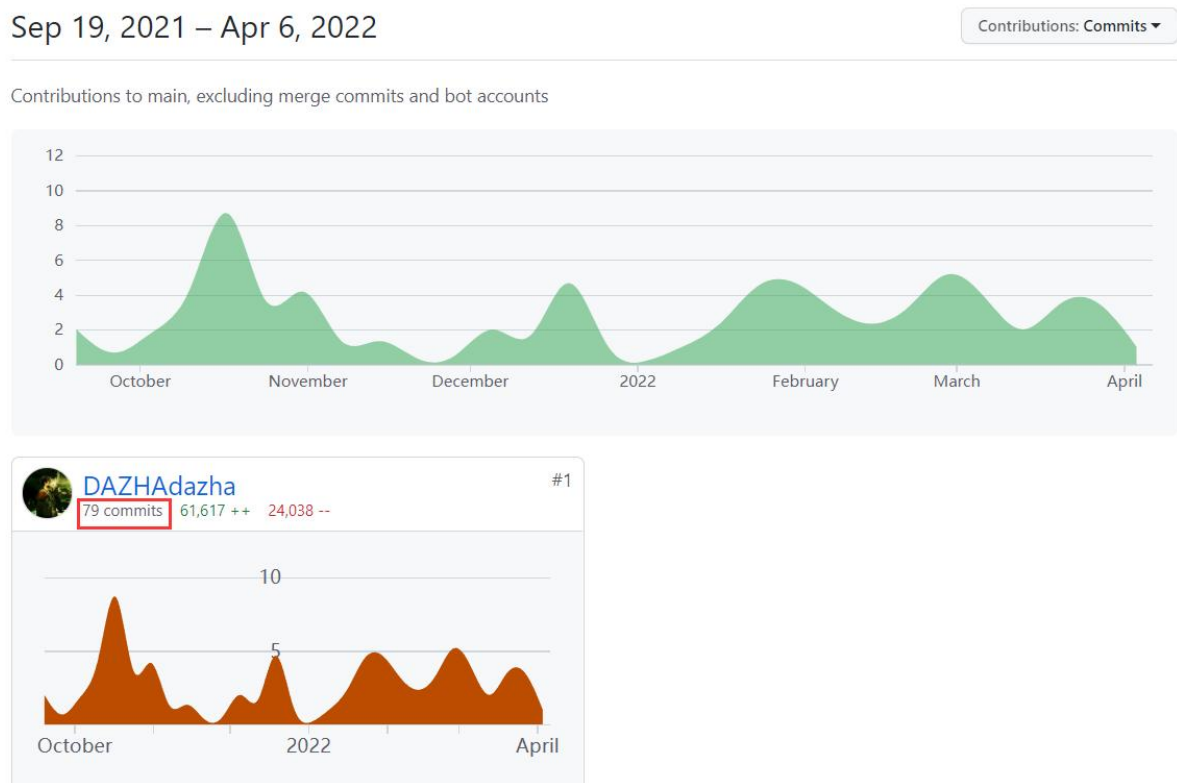 Sep 19, 2021 – Apr 6, 2022
Contributions: Commits
Contributions to main, excluding merge commits and bot accounts
12
10
8
6
4
2
0
October November December 2022 February March April
DAZHAdazha #1
79 commits 61,617 ++ 24,038 --
10
5
October 2022 April